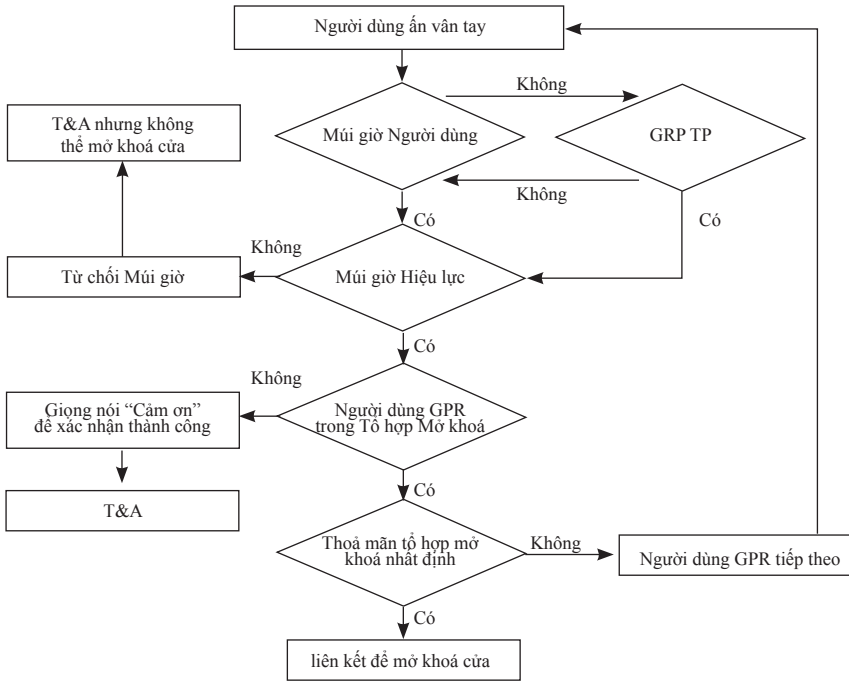 Người dùng ấn vân tay
Không
T&A nhưng không
thể mở khoá cửa
Múi giờ Người dùng
GRP TP
Không
Có
Có
Không
Từ chối Múi giờ
Múi giờ Hiệu lực
Có
Không
Giọng nói “Cảm ơn”
để xác nhận thành công
Người dùng GPR
trong Tổ hợp Mở khoá
Có
T&A
Thoả mãn tổ hợp mở
khoá nhất định
Không
Người dùng GPR tiếp theo
Có
liên kết để mở khoá cửa